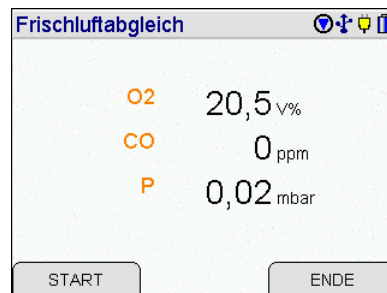 Frischluftabgleich
O2 20,5 V%
CO 0 ppm
P 0,02 mbar
START ENDE